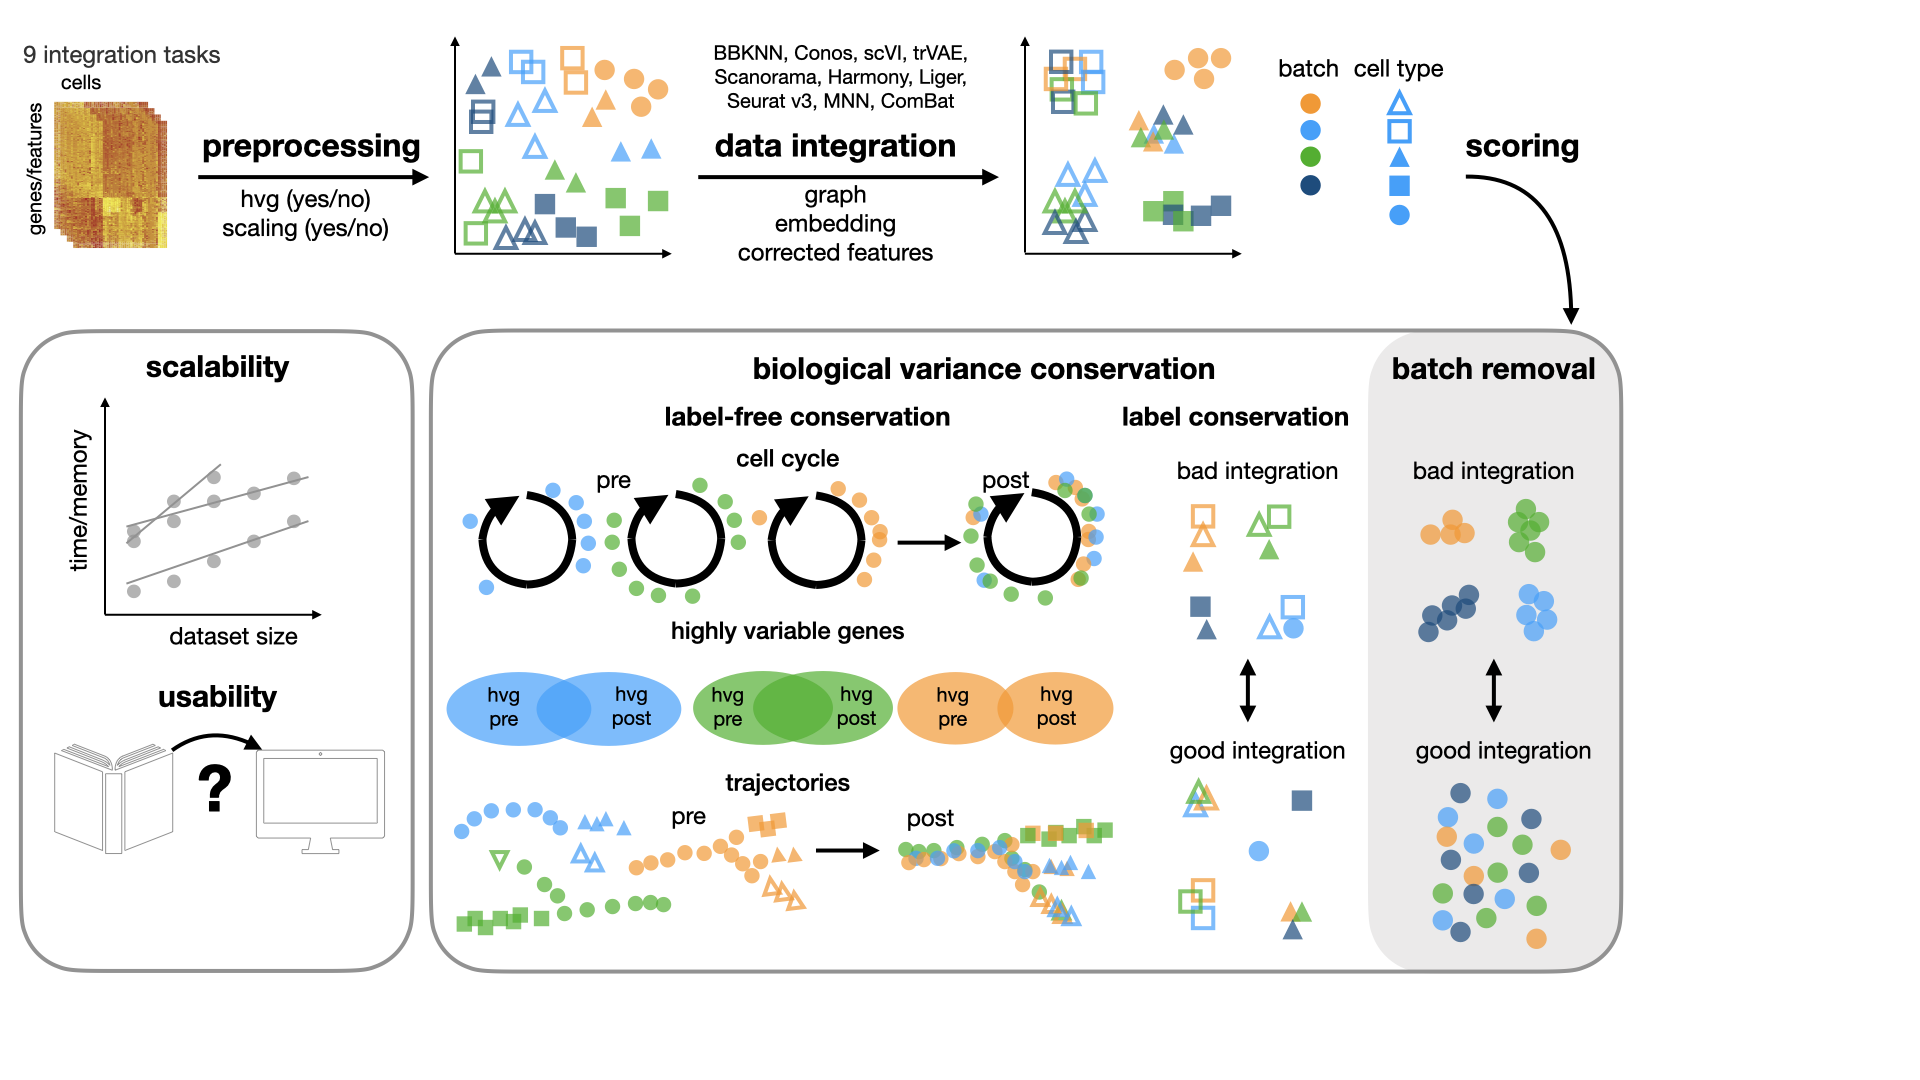 9 integration tasks
cells
genes/features
preprocessing
hvg (yes/no)
scaling (yes/no)
BBKNN, Conos, scVI, trVAE,
Scanorama, Harmony, Liger,
Seurat v3, MNN, ComBat
data integration
graph
embedding
corrected features
batch
cell type
scoring
scalability
time/memory
dataset size
usability
?
biological variance conservation
label-free conservation
cell cycle
pre
post
highly variable genes
hvg
pre
hvg
post
hvg
pre
hvg
post
hvg
pre
hvg
post
trajectories
pre
post
label conservation
bad integration
good integration
batch removal
bad integration
good integration